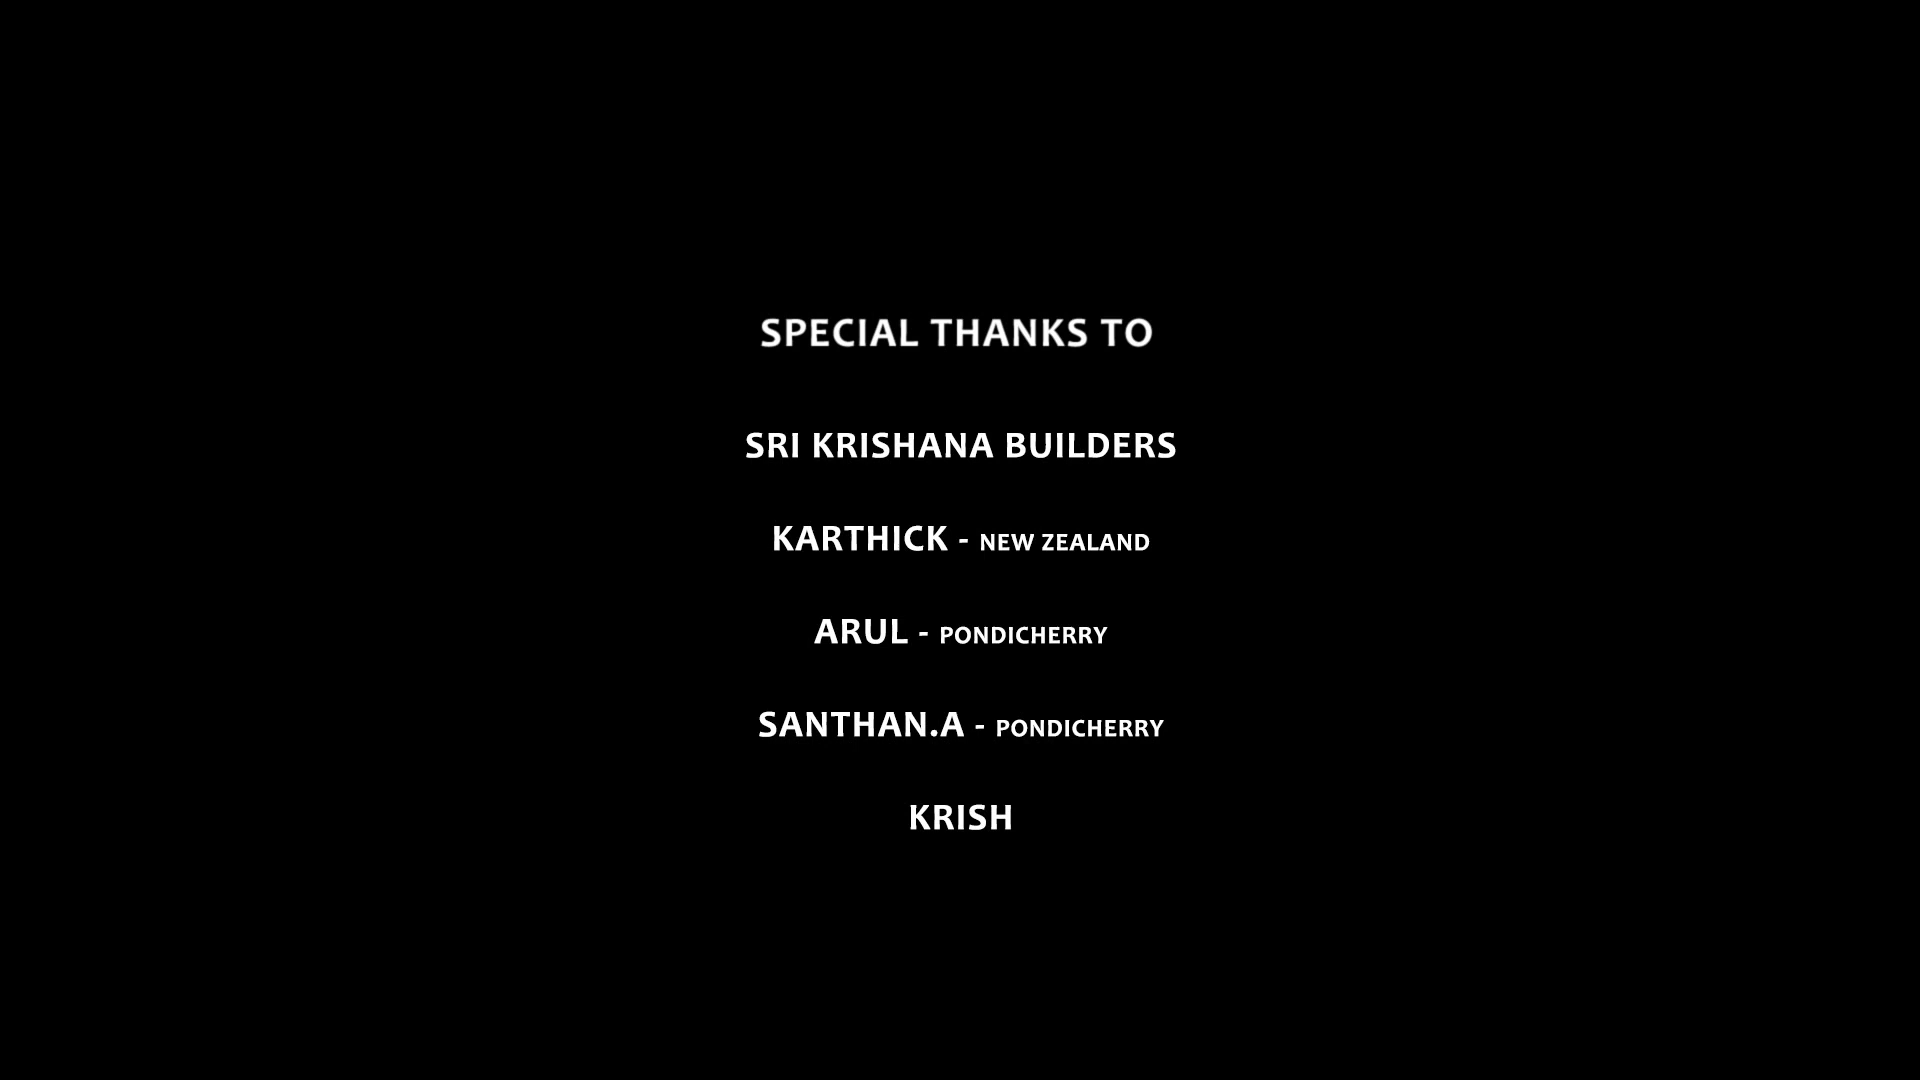 SPECIAL THANKS TO
SRI KRISHANA BUILDERS
KARTHICK - NEW ZEALAND
ARUL - PONDICHERRY
SANTHAN.A - PONDICHERRY
KRISH